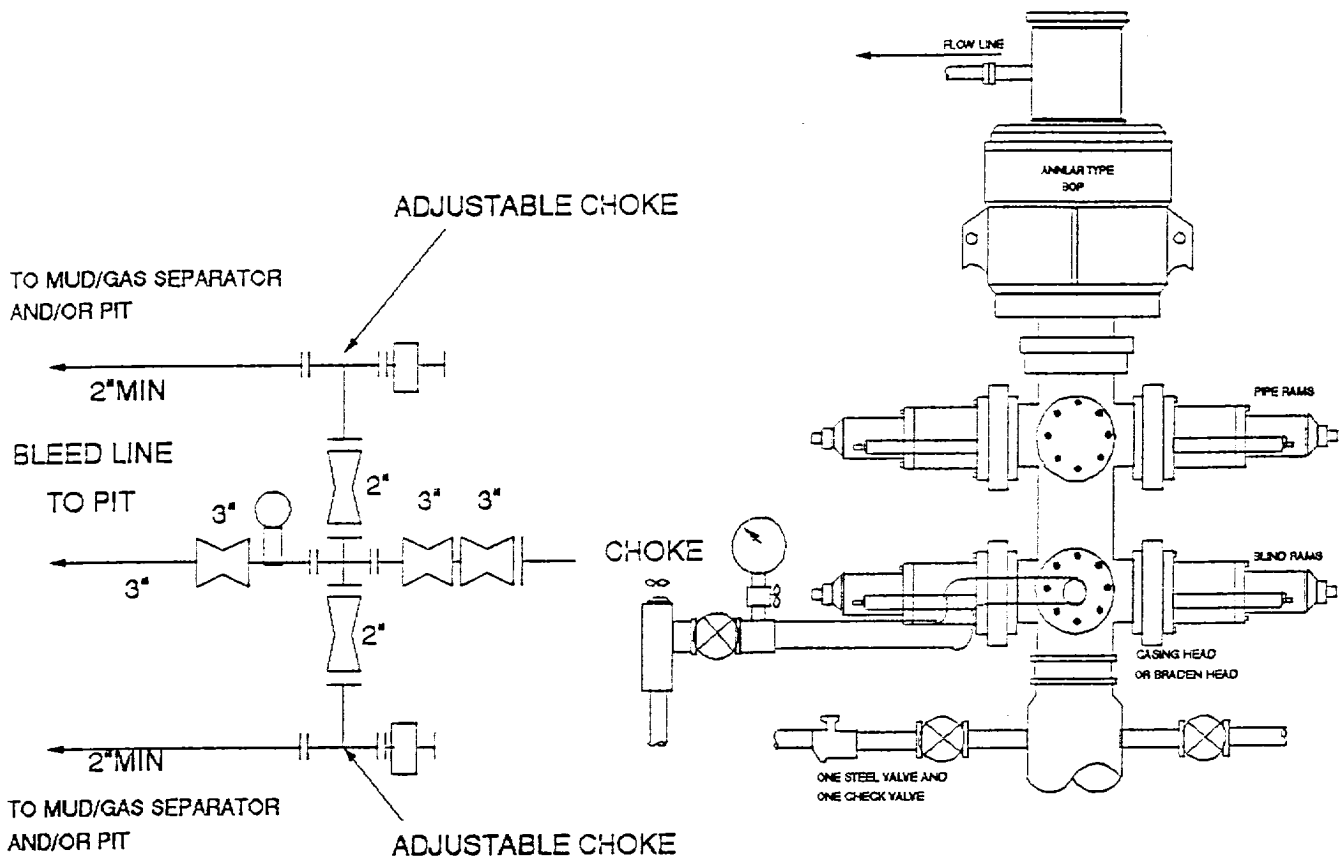 FLOW LINE
ANNLAR TYPE
BOP
ADJUSTABLE CHOKE
TO MUD/GAS SEPARATOR
AND/OR PIT
2"MIN
BLEED LINE
TO PIT
2"
3"
3"
3"
3"
2"
2"MIN
TO MUD/GAS SEPARATOR
AND/OR PIT
ADJUSTABLE CHOKE
PIPE RAMS
CHOKE
BLIND RAMS
CASING HEAD
OR BRADEN HEAD
ONE STEEL VALVE AND
ONE CHECK VALVE